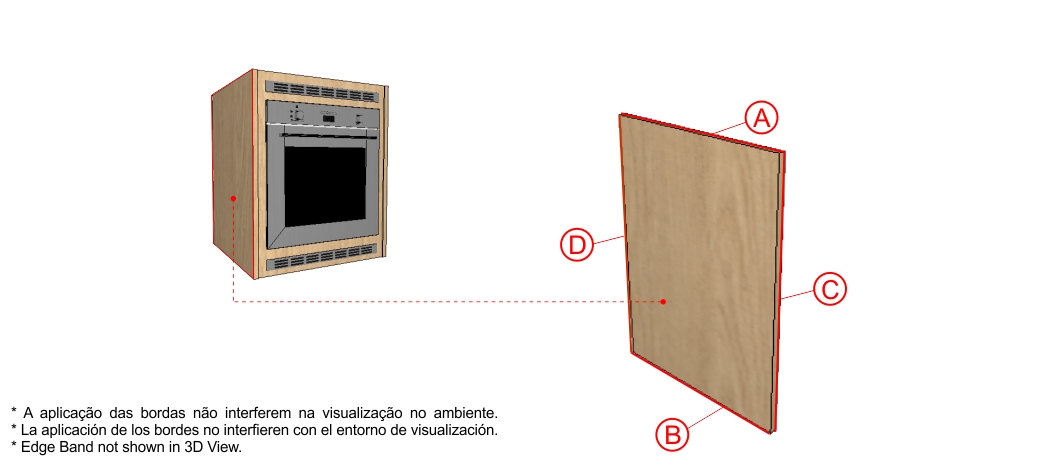 A
D
C
B
* A aplicação das bordas não interferem na visualização no ambiente.
* La aplicación de los bordes no interfieren con el entorno de visualización.
* Edge Band not shown in 3D View.